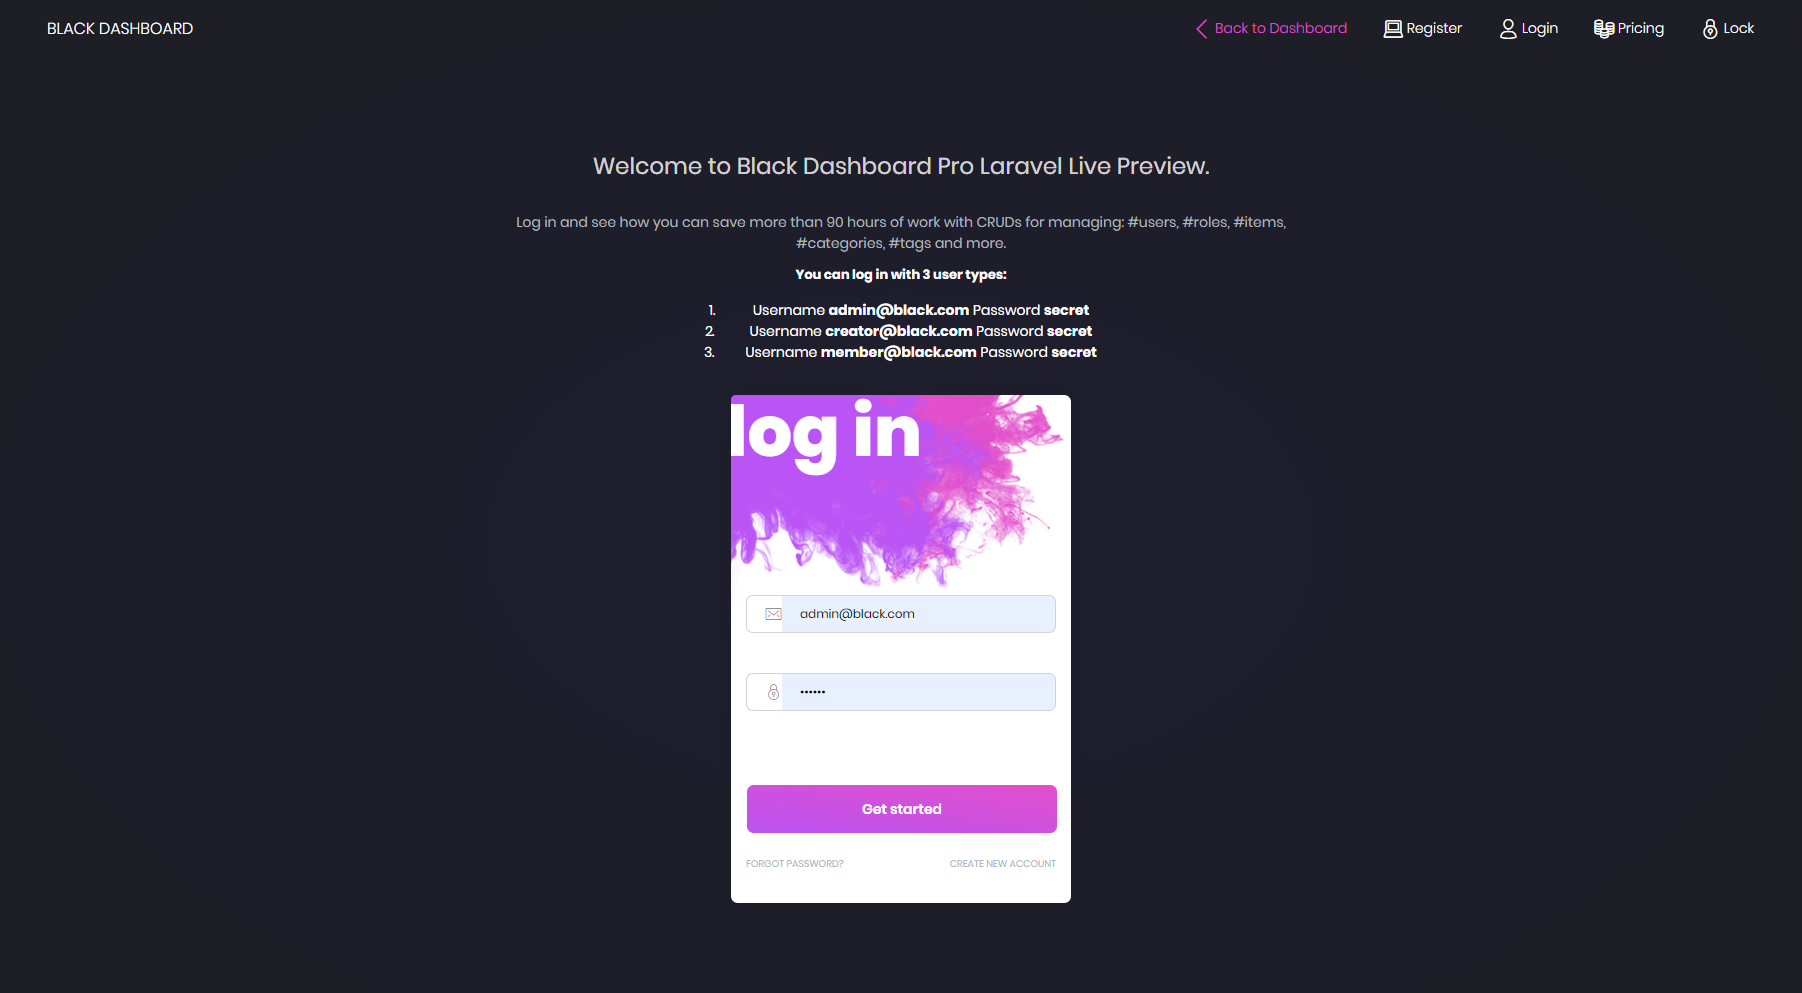 BLACK DASHBOARD
Back to Dashboard
Register
Login
Pricing
Lock
Welcome to Black Dashboard Pro Laravel Live Preview.
Log in and see how you can save more than 90 hours of work with CRUDs for managing: #users, #roles, #items,
#categories, #tags and more.
You can log in with 3 user types:
1. Username admin@black.com Password secret
2. Username creator@black.com Password secret
3. Username member@black.com Password secret
log in
admin@black.com
••••••
Get started
FORGOT PASSWORD?
CREATE NEW ACCOUNT